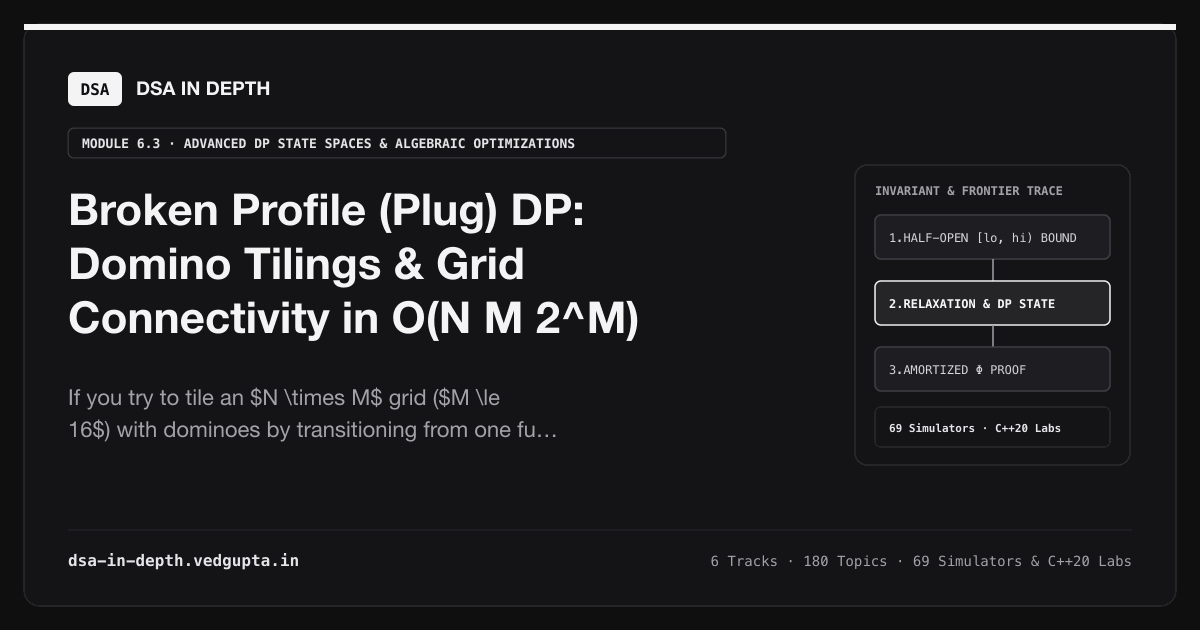 DSA
DSA IN DEPTH
MODULE 6.3 · ADVANCED DP STATE SPACES & ALGEBRAIC OPTIMIZATIONS
Broken Profile (Plug) DP:
Domino Tilings & Grid
Connectivity in O(N M 2^M)
If you try to tile an $N \times M$ grid ($M \le
16$) with dominoes by transitioning from one fu…
INVARIANT & FRONTIER TRACE
1.HALF-OPEN [lo, hi) BOUND
2.RELAXATION & DP STATE
3.AMORTIZED Φ PROOF
69 Simulators · C++20 Labs
dsa-in-depth.vedgupta.in
6 Tracks · 180 Topics · 69 Simulators & C++20 Labs